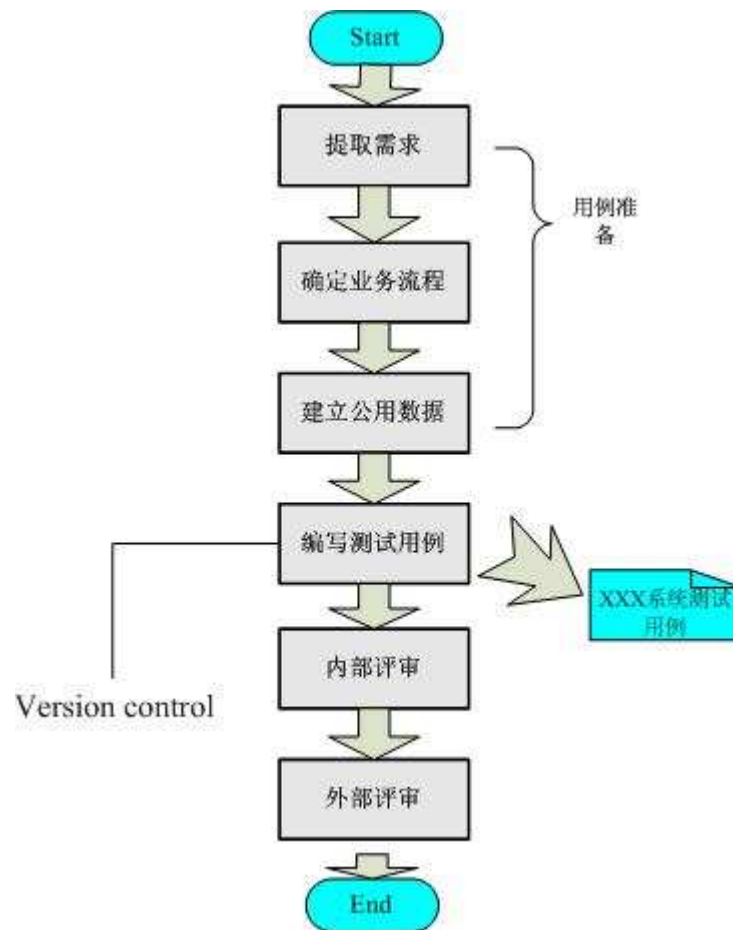 Start
提取需求
用例准
备
确定业务流程
建立公用数据
编写测试用例
XXX系统测试
用例
内部评审
Version control
外部评审
End